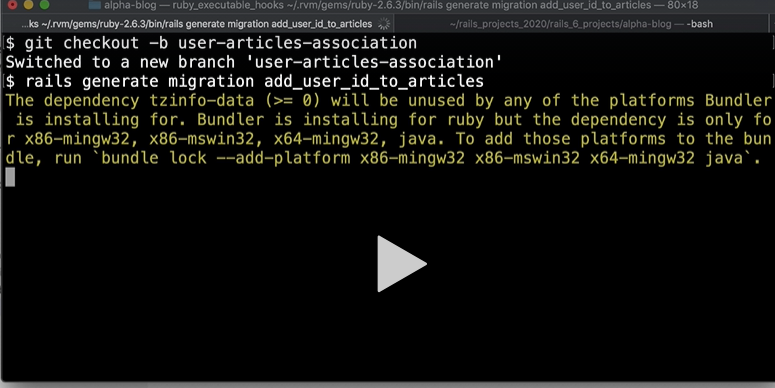 alpha-blog — ruby_executable_hooks ~/.rvm/gems/ruby-2.6.3/bin/rails generate migration add_user_id_to_articles — 80×18
...ks ~/.rvm/gems/ruby-2.6.3/bin/rails generate migration add_user_id_to_articles
~/rails_projects_2020/rails_6_projects/alpha-blog — -bash
$ git checkout -b user-articles-association
Switched to a new branch 'user-articles-association'
$ rails generate migration add_user_id_to_articles
The dependency tzinfo-data (>= 0) will be unused by any of the platforms Bundler
is installing for. Bundler is installing for ruby but the dependency is only fo
r x86-mingw32, x86-mswin32, x64-mingw32, java. To add those platforms to the bun
dle, run `bundle lock --add-platform x86-mingw32 x86-mswin32 x64-mingw32 java`.